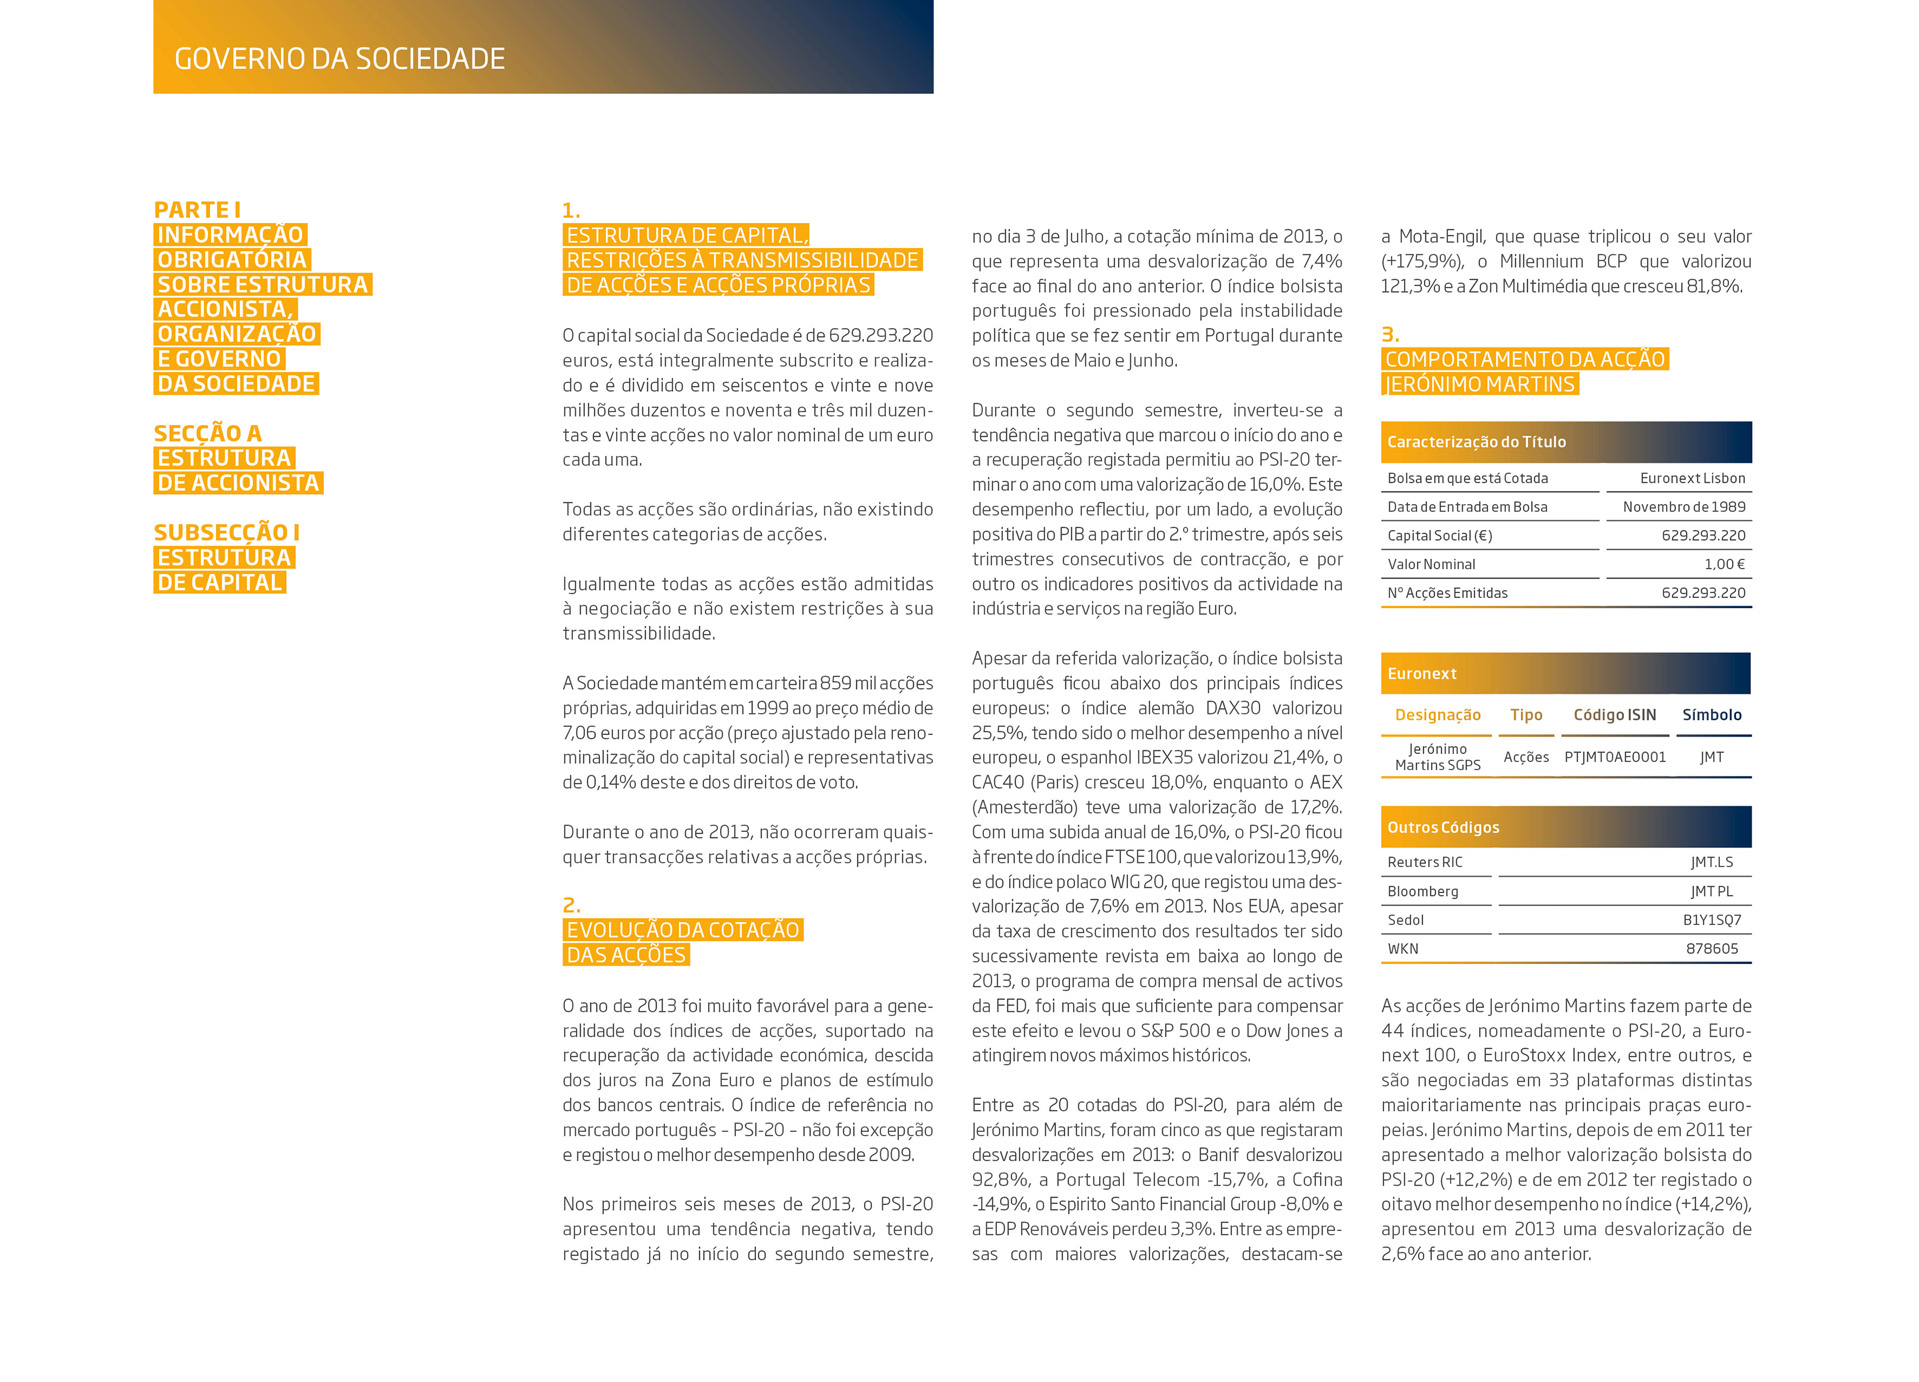 GOVERNO DA SOCIEDADE
PARTE I
INFORMAÇÃO
OBRIGATÓRIA
SOBRE ESTRUTURA
ACCIONISTA,
ORGANIZAÇÃO
E GOVERNO
DA SOCIEDADE
SECÇÃO A
ESTRUTURA
DE ACCIONISTA
SUBSECÇÃO I
ESTRUTURA
DE CAPITAL
1.
ESTRUTURA DE CAPITAL,
RESTRIÇÕES À TRANSMISSIBILIDADE
DE ACÇÕES E ACÇÕES PRÓPRIAS
O capital social da Sociedade é de 629.293.220
euros, está integralmente subscrito e realiza-
do e é dividido em seiscentos e vinte e nove
milhões duzentos e noventa e três mil duzen-
tas e vinte acções no valor nominal de um euro
cada uma.
Todas as acções são ordinárias, não existindo
diferentes categorias de acções.
Igualmente todas as acções estão admitidas
à negociação e não existem restrições à sua
transmissibilidade.
A Sociedade mantém em carteira 859 mil acções
próprias, adquiridas em 1999 ao preço médio de
7,06 euros por acção (preço ajustado pela reno-
minalização do capital social) e representativas
de 0,14% deste e dos direitos de voto.
Durante o ano de 2013, não ocorreram quais-
quer transacções relativas a acções próprias.
2.
EVOLUÇÃO DA COTAÇÃO
DAS ACÇÕES
O ano de 2013 foi muito favorável para a gene-
ralidade dos índices de acções, suportado na
recuperação da actividade económica, descida
dos juros na Zona Euro e planos de estímulo
dos bancos centrais. O índice de referência no
mercado português – PSI-20 – não foi excepção
e registou o melhor desempenho desde 2009.
Nos primeiros seis meses de 2013, o PSI-20
apresentou uma tendência negativa, tendo
registado já no início do segundo semestre,
no dia 3 de Julho, a cotação mínima de 2013, o
que representa uma desvalorização de 7,4%
face ao final do ano anterior. O índice bolsista
português foi pressionado pela instabilidade
política que se fez sentir em Portugal durante
os meses de Maio e Junho.
Durante o segundo semestre, inverteu-se a
tendência negativa que marcou o início do ano e
a recuperação registada permitiu ao PSI-20 ter-
minar o ano com uma valorização de 16,0%. Este
desempenho reflectiu, por um lado, a evolução
positiva do PIB a partir do 2.º trimestre, após seis
trimestres consecutivos de contracção, e por
outro os indicadores positivos da actividade na
indústria e serviços na região Euro.
Apesar da referida valorização, o índice bolsista
português ficou abaixo dos principais índices
europeus: o índice alemão DAX30 valorizou
25,5%, tendo sido o melhor desempenho a nível
europeu, o espanhol IBEX35 valorizou 21,4%, o
CAC40 (Paris) cresceu 18,0%, enquanto o AEX
(Amesterdão) teve uma valorização de 17,2%.
Com uma subida anual de 16,0%, o PSI-20 ficou
à frente do índice FTSE 100, que valorizou 13,9%,
e do índice polaco WIG 20, que registou uma des-
valorização de 7,6% em 2013. Nos EUA, apesar
da taxa de crescimento dos resultados ter sido
sucessivamente revista em baixa ao longo de
2013, o programa de compra mensal de activos
da FED, foi mais que suficiente para compensar
este efeito e levou o S&P 500 e o Dow Jones a
atingirem novos máximos históricos.
Entre as 20 cotadas do PSI-20, para além de
Jerónimo Martins, foram cinco as que registaram
desvalorizações em 2013: o Banif desvalorizou
92,8%, a Portugal Telecom -15,7%, a Cofina
-14,9%, o Espirito Santo Financial Group -8,0% e
a EDP Renováveis perdeu 3,3%. Entre as empre-
sas com maiores valorizações, destacam-se
a Mota-Engil, que quase triplicou o seu valor
(+175,9%), o Millennium BCP que valorizou
121,3% e a Zon Multimédia que cresceu 81,8%.
3.
COMPORTAMENTO DA ACÇÃO
JERÓNIMO MARTINS
Caracterização do Título
Bolsa em que está Cotada Euronext Lisbon
Data de Entrada em Bolsa Novembro de 1989
Capital Social (€) 629.293.220
Valor Nominal 1,00 €
Nº Acções Emitidas 629.293.220
Euronext
Designação Tipo Código ISIN Símbolo
Jerónimo
Martins SGPS Acções PTJMT0AE0001 JMT
Outros Códigos
Reuters RIC JMT.LS
Bloomberg JMT PL
Sedol B1Y1SQ7
WKN 878605
As acções de Jerónimo Martins fazem parte de
44 índices, nomeadamente o PSI-20, a Euro-
next 100, o EuroStoxx Index, entre outros, e
são negociadas em 33 plataformas distintas
maioritariamente nas principais praças euro-
peias. Jerónimo Martins, depois de em 2011 ter
apresentado a melhor valorização bolsista do
PSI-20 (+12,2%) e de em 2012 ter registado o
oitavo melhor desempenho no índice (+14,2%),
apresentou em 2013 uma desvalorização de
2,6% face ao ano anterior.